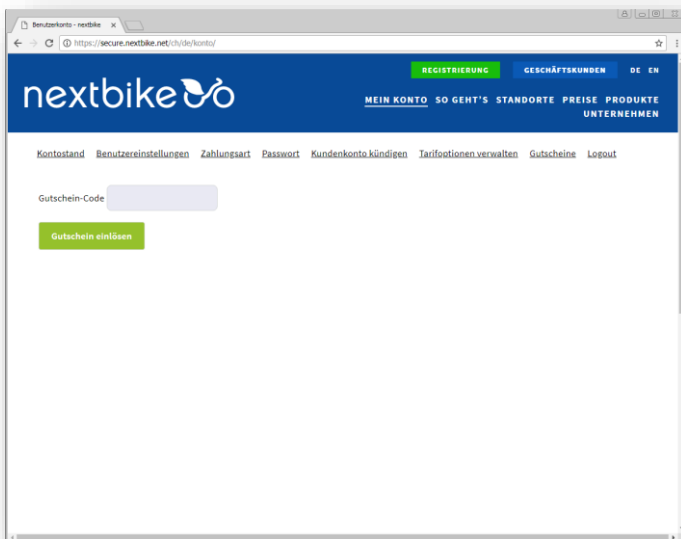 Benutzerkonto - nextbike
https://secure.nextbike.net/ch/de/konto/
REGISTRIERUNG GESCHÄFTSKUNDEN DE EN
nextbike
MEIN KONTO SO GEHT'S STANDORTE PREISE PRODUKTE
UNTERNEHMEN
Kontostand Benutzereinstellungen Zahlungsart Passwort Kundenkonto kündigen Tarifoptionen verwalten Gutscheine Logout
Gutschein-Code
Gutschein einlösen